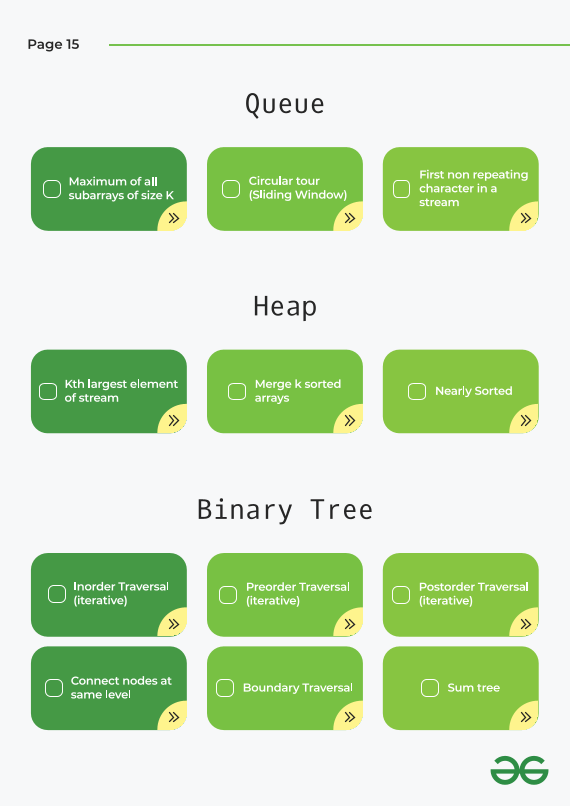 Page 15
Queue
Maximum of all
subarrays of size K
Circular tour
(Sliding Window)
First non repeating
character in a
stream
Heap
Kth largest element
of stream
Merge k sorted
arrays
Nearly Sorted
Binary Tree
Inorder Traversal
(iterative)
Preorder Traversal
(iterative)
Postorder Traversal
(iterative)
Connect nodes at
same level
Boundary Traversal
Sum tree